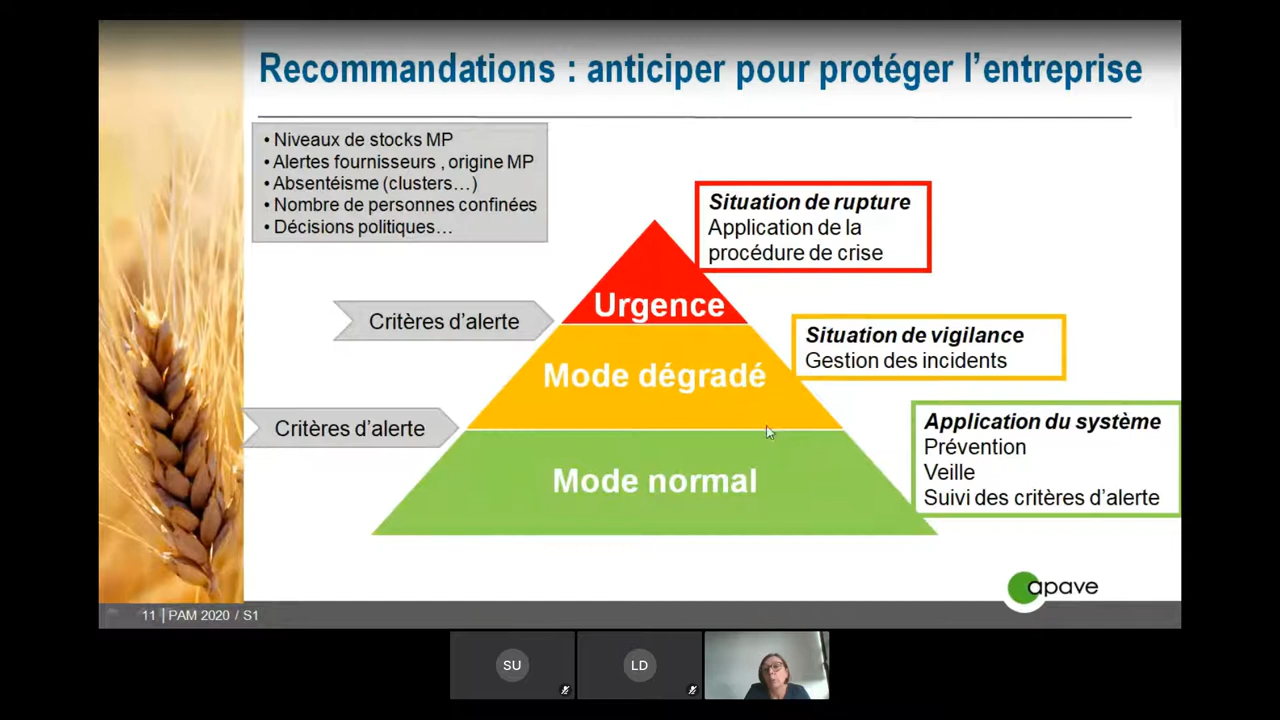 Recommandations : anticiper pour protéger l'entreprise
• Niveaux de stocks MP
• Alertes fournisseurs , origine MP
• Absentéisme (clusters…)
• Nombre de personnes confinées
• Décisions politiques…
Situation de rupture
Application de la
procédure de crise
Urgence
Critères d'alerte
Situation de vigilance
Gestion des incidents
Mode dégradé
Critères d'alerte
Application du système
Prévention
Veille
Suivi des critères d'alerte
Mode normal
apave
11 | PAM 2020 / S1
SU
LD